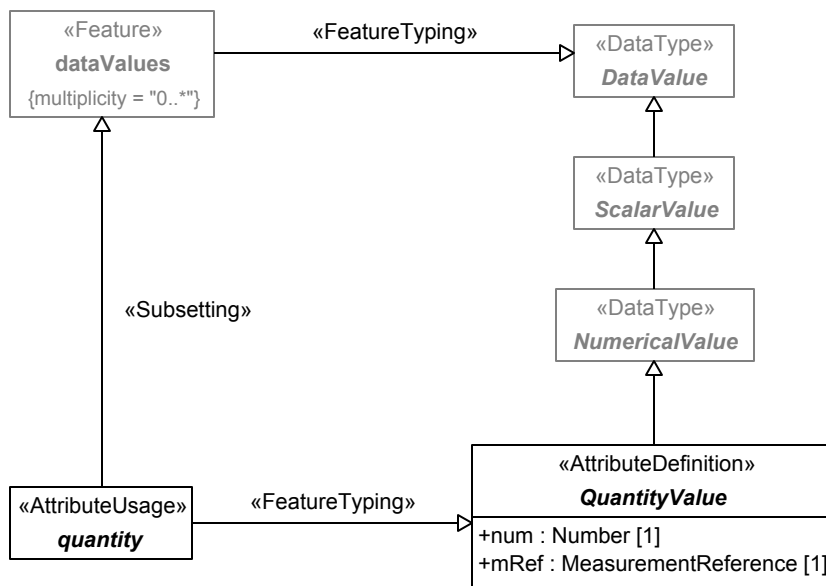 «Feature»
dataValues
{multiplicity = "0..*"}
«FeatureTyping»
«DataType»
DataValue
«DataType»
ScalarValue
«DataType»
NumericalValue
«Subsetting»
«AttributeUsage»
quantity
«FeatureTyping»
«AttributeDefinition»
QuantityValue
+num : Number [1]
+mRef : MeasurementReference [1]